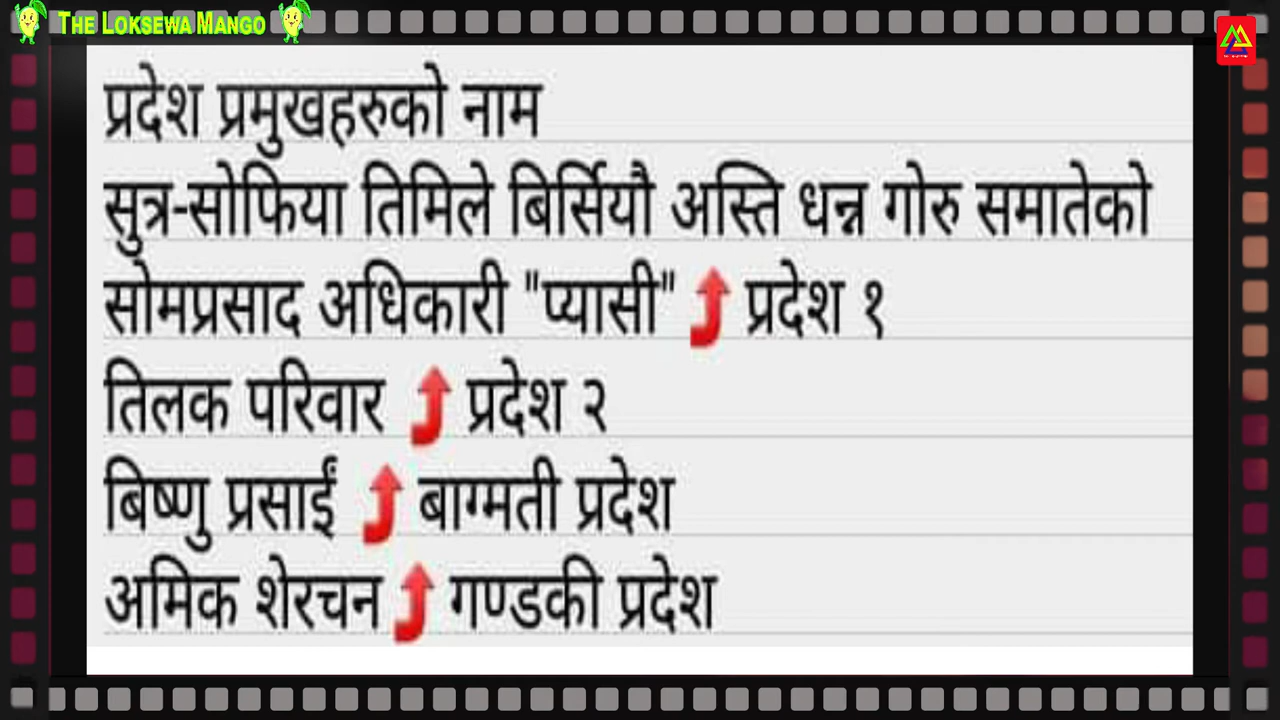 THE LOKSEWA MANGO
प्रदेश प्रमुखहरुको नाम
सुत्र-सोफिया तिमिले बिर्सियौ अस्ति धन्न गोरु समातेको
सोमप्रसाद अधिकारी "प्यासी" ⤴ प्रदेश १
तिलक परिवार ⤴ प्रदेश २
बिष्णु प्रसाईं ⤴ बाग्मती प्रदेश
अमिक शेरचन ⤴ गण्डकी प्रदेश